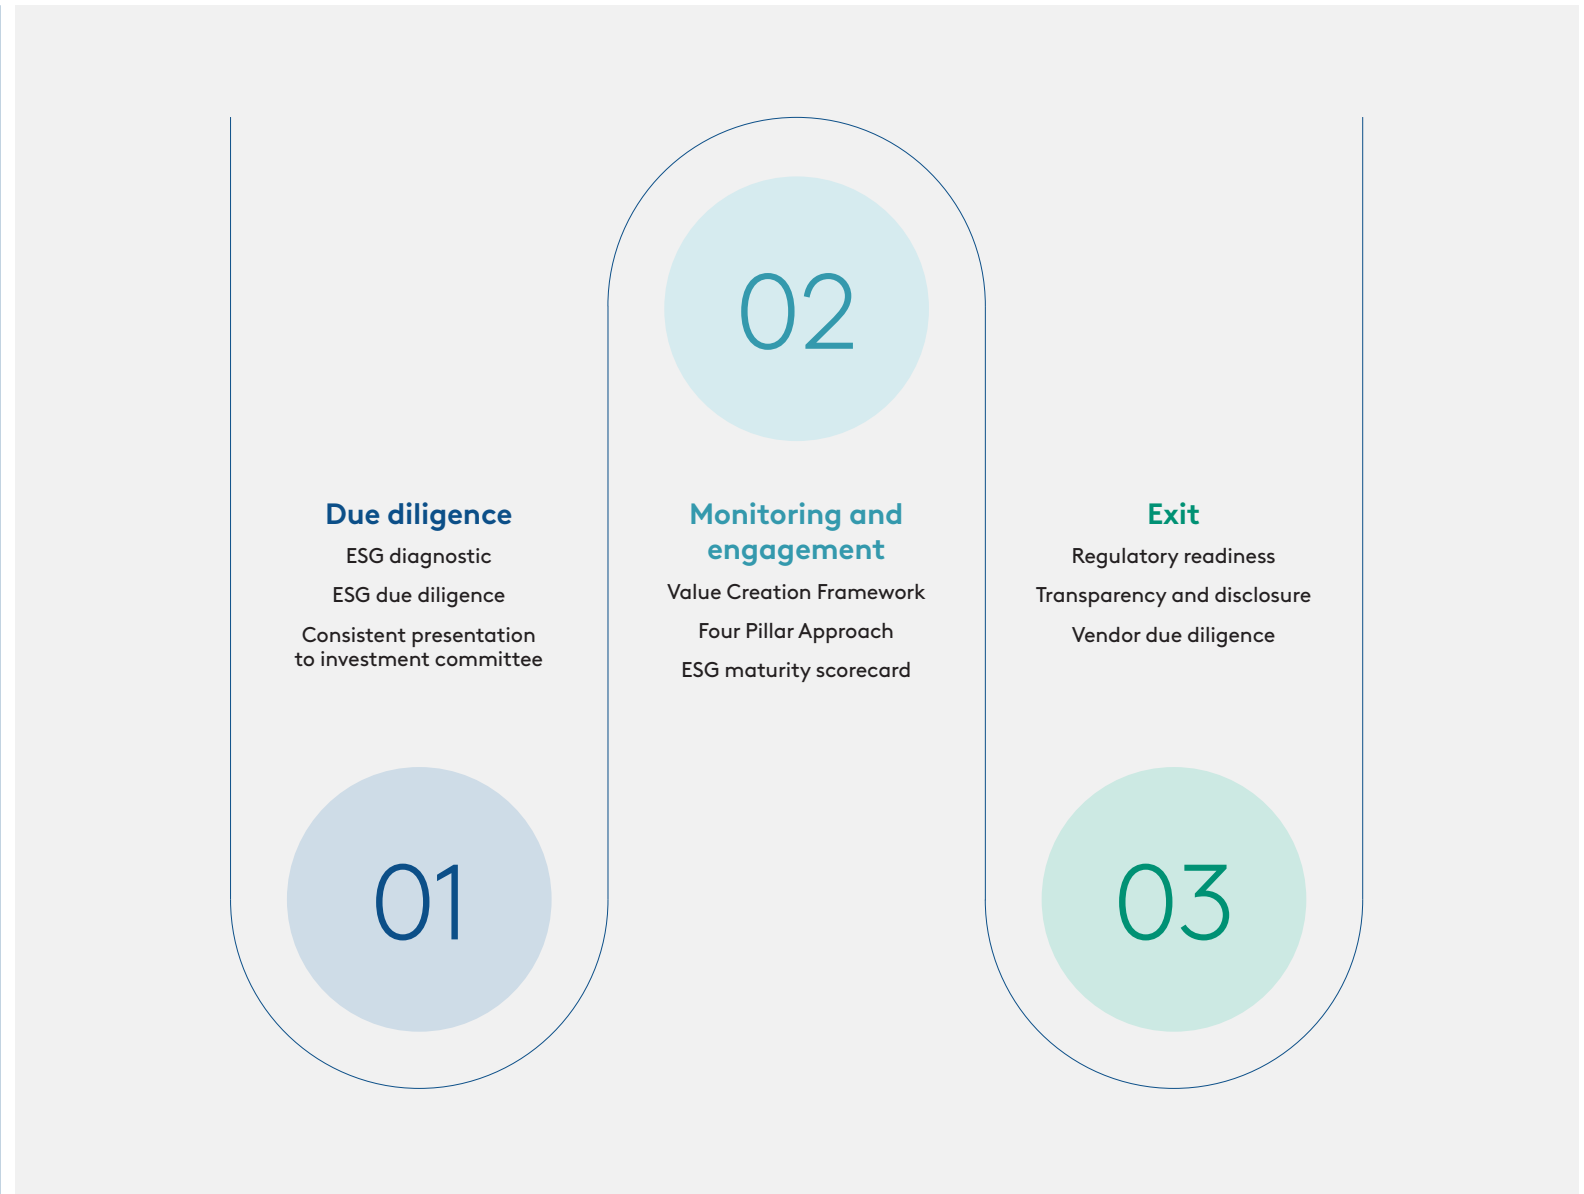 01
Due diligence
ESG diagnostic
ESG due diligence
Consistent presentation
to investment committee
02
Monitoring and
engagement
Value Creation Framework
Four Pillar Approach
ESG maturity scorecard
03
Exit
Regulatory readiness
Transparency and disclosure
Vendor due diligence